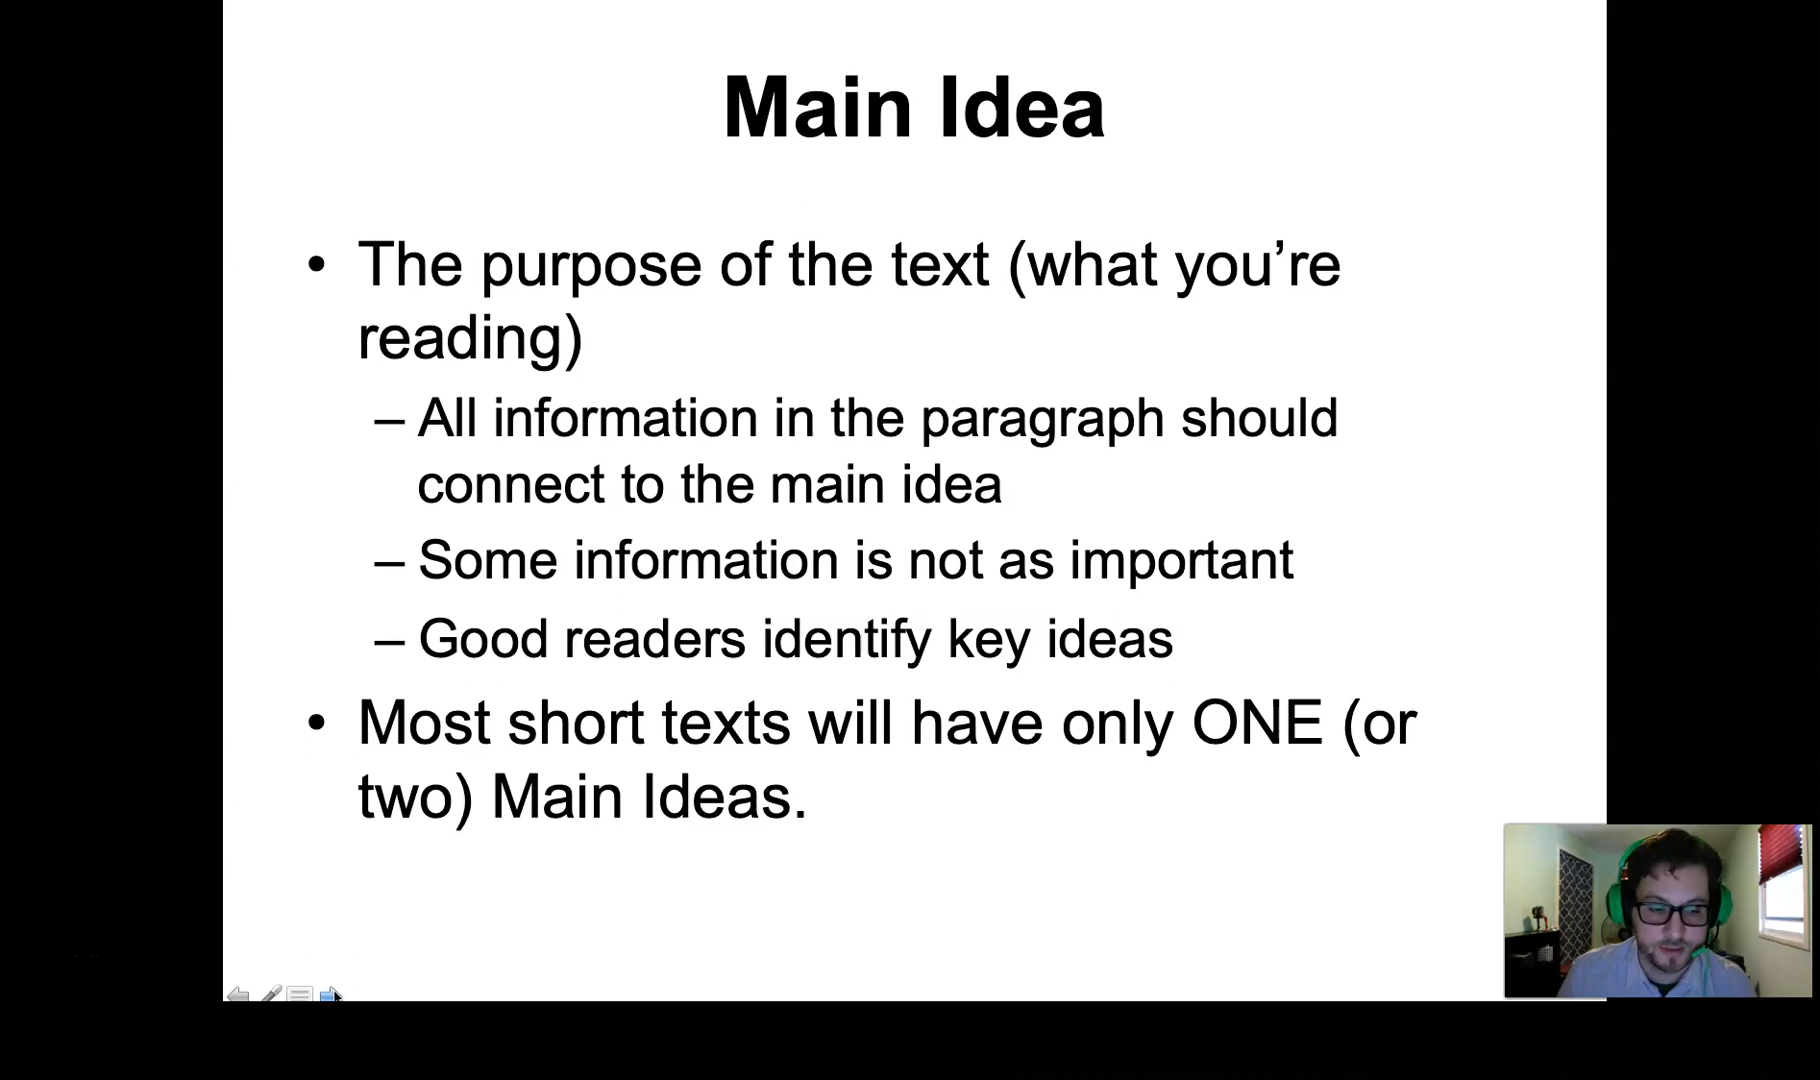 Main Idea
• The purpose of the text (what you’re
reading)
– All information in the paragraph should
connect to the main idea
– Some information is not as important
– Good readers identify key ideas
• Most short texts will have only ONE (or
two) Main Ideas.